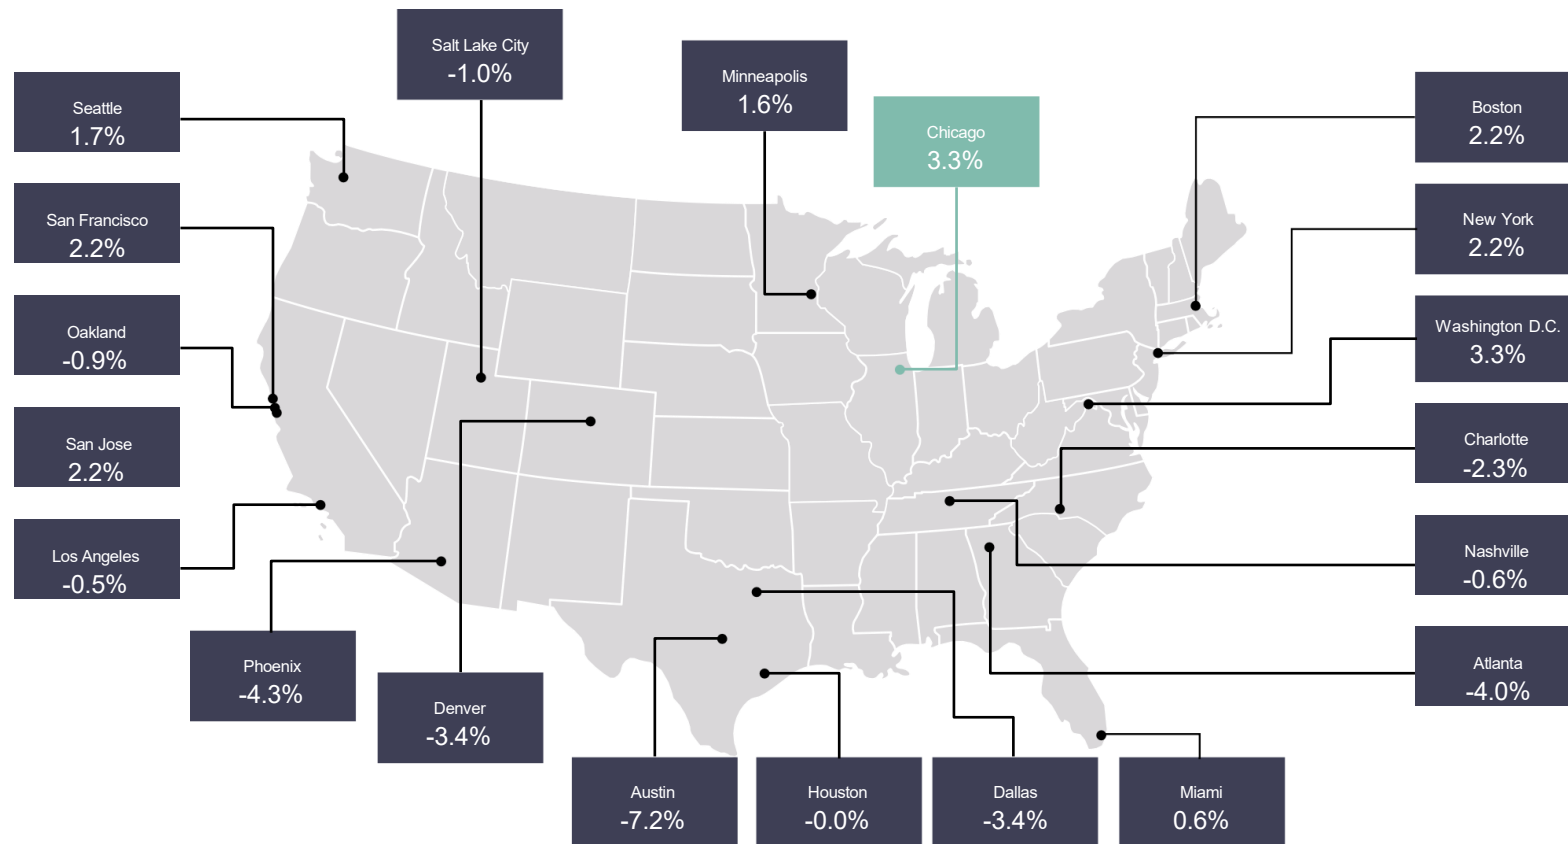 Salt Lake City
-1.0%
Minneapolis
1.6%
Seattle
1.7%
Chicago
3.3%
Boston
2.2%
San Francisco
2.2%
New York
2.2%
Oakland
-0.9%
Washington D.C.
3.3%
San Jose
2.2%
Charlotte
-2.3%
Los Angeles
-0.5%
Nashville
-0.6%
Phoenix
-4.3%
Denver
-3.4%
Atlanta
-4.0%
Austin
-7.2%
Houston
-0.0%
Dallas
-3.4%
Miami
0.6%